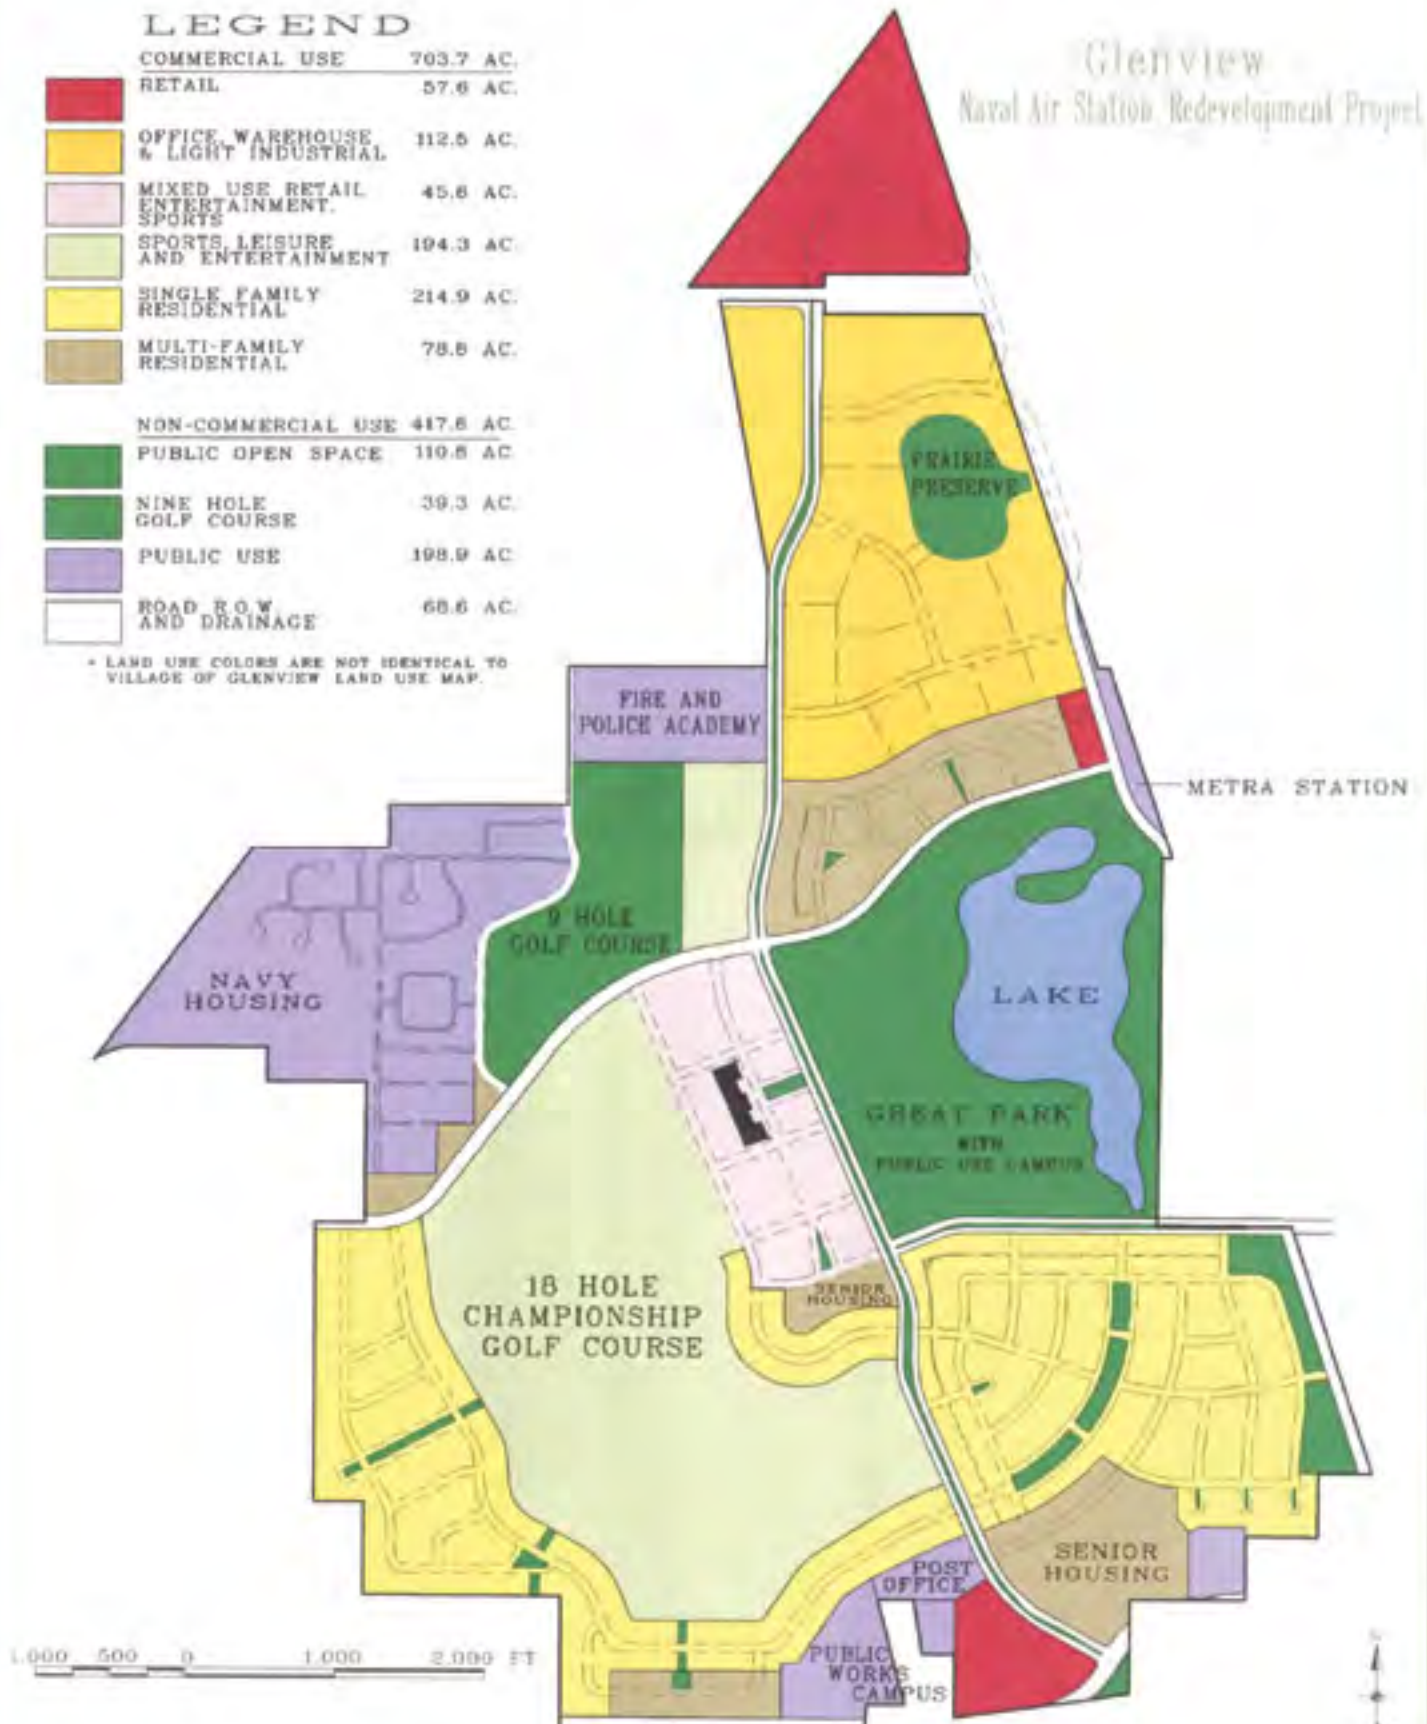 LEGEND
COMMERCIAL USE 703.7 AC.
RETAIL 57.6 AC.
OFFICE, WAREHOUSE 112.5 AC.
& LIGHT INDUSTRIAL
MIXED USE RETAIL 45.6 AC.
ENTERTAINMENT,
SPORTS
SPORTS, LEISURE 194.3 AC.
AND ENTERTAINMENT
SINGLE FAMILY 214.9 AC.
RESIDENTIAL
MULTI-FAMILY 78.8 AC.
RESIDENTIAL
NON-COMMERCIAL USE 417.6 AC.
PUBLIC OPEN SPACE 110.8 AC.
NINE HOLE 39.3 AC.
GOLF COURSE
PUBLIC USE 198.9 AC.
ROAD R.O.W. 68.6 AC.
AND DRAINAGE
* LAND USE COLORS ARE NOT IDENTICAL TO
VILLAGE OF GLENVIEW LAND USE MAP.
Glenview
Naval Air Station Redevelopment Project
PRAIRIE
PRESERVE
FIRE AND
POLICE ACADEMY
METRA STATION
9 HOLE
GOLF COURSE
NAVY
HOUSING
LAKE
GREAT PARK
WITH
PUBLIC USE CAMPUS
18 HOLE
CHAMPIONSHIP
GOLF COURSE
SENIOR
HOUSING
SENIOR
HOUSING
POST
OFFICE
PUBLIC
WORKS
CAMPUS
1,000 500 0 1,000 2,000 FT